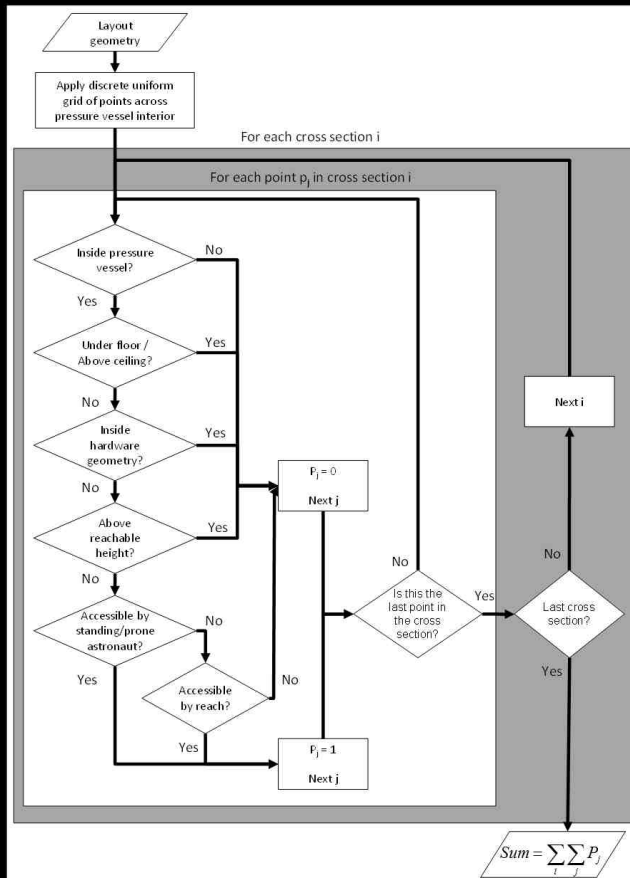 Layout
geometry
Apply discrete uniform
grid of points across
pressure vessel interior
For each cross section i
For each point pj in cross section i
Inside pressure
vessel?
No
Yes
Under floor /
Above ceiling?
Yes
No
Inside
hardware
geometry?
Yes
No
Above
reachable
height?
Yes
No
Accessible by
standing/prone
astronaut?
No
Yes
Accessible
by reach?
No
Yes
Pj = 0
Next j
Pj = 1
Next j
Is this the
last point in
the cross
section?
No
Yes
Last cross
section?
No
Yes
Next i
Sum = ∑i ∑j Pj